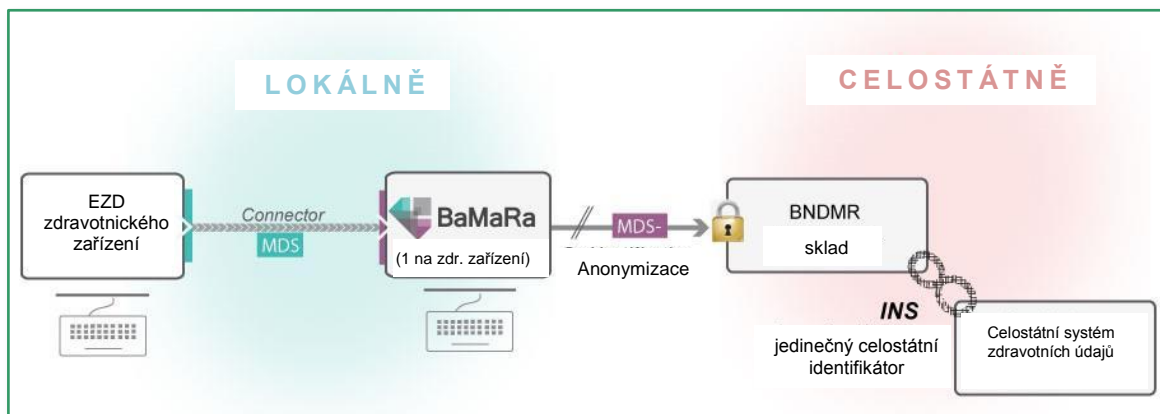 LOKÁLNĚ
CELOSTÁTNĚ
EZD
zdravotnického
zařízení
Connector
MDS
BaMaRa
(1 na zdr. zařízení)
MDS-
Anonymizace
BNDMR
sklad
INS
jedinečný celostátní
identifikátor
Celostátní systém
zdravotních údajů